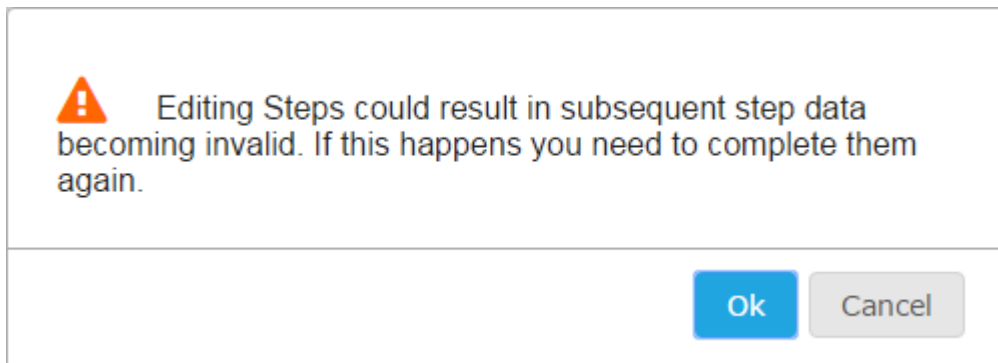 Editing Steps could result in subsequent step data
becoming invalid. If this happens you need to complete them
again.
Ok
Cancel